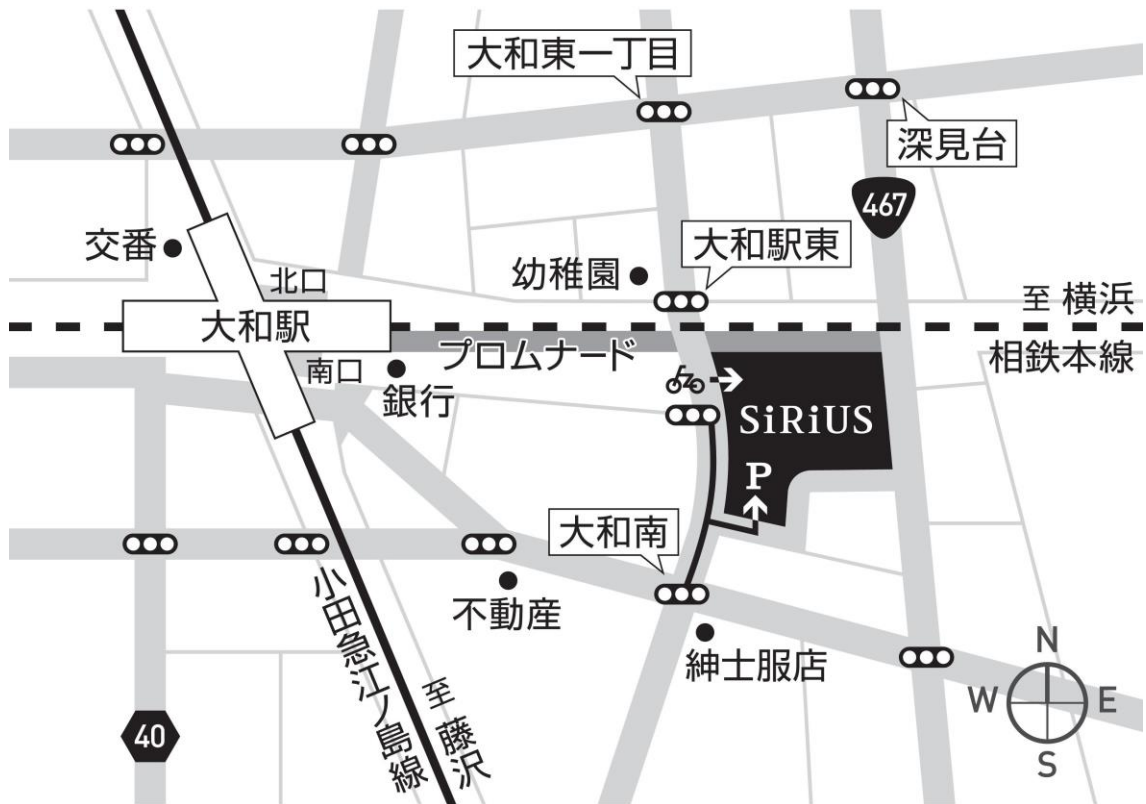 大和東一丁目
深見台
467
交番
北口
幼稚園
大和駅東
至 横浜
大和駅
プロムナード
相鉄本線
南口
銀行
SiRiUS
P
大和南
不動産
紳士服店
小田急江ノ島線
至 藤沢
40
N
W E
S